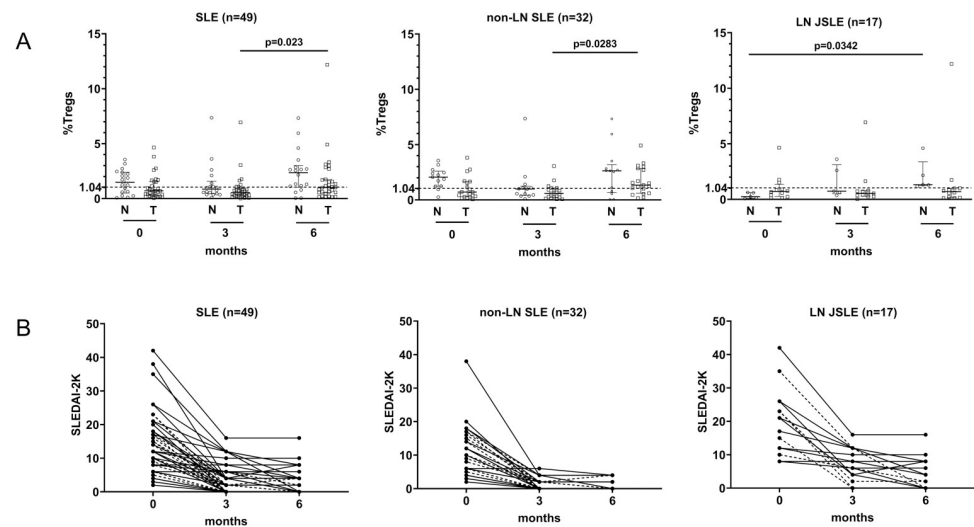 A
SLE (n=49)
non-LN SLE (n=32)
LN JSLE (n=17)
15
10
5
1.04
0
%Tregs
p=0.023
N T N T N T
0 3 6
months
15
10
5
1.04
0
%Tregs
p=0.0283
N T N T N T
0 3 6
months
15
10
5
1.04
0
%Tregs
p=0.0342
N T N T N T
0 3 6
months
B
SLE (n=49)
non-LN SLE (n=32)
LN JSLE (n=17)
50
40
30
20
10
0
SLEDAI-2K
0 3 6
months
50
40
30
20
10
0
SLEDAI-2K
0 3 6
months
50
40
30
20
10
0
SLEDAI-2K
0 3 6
months